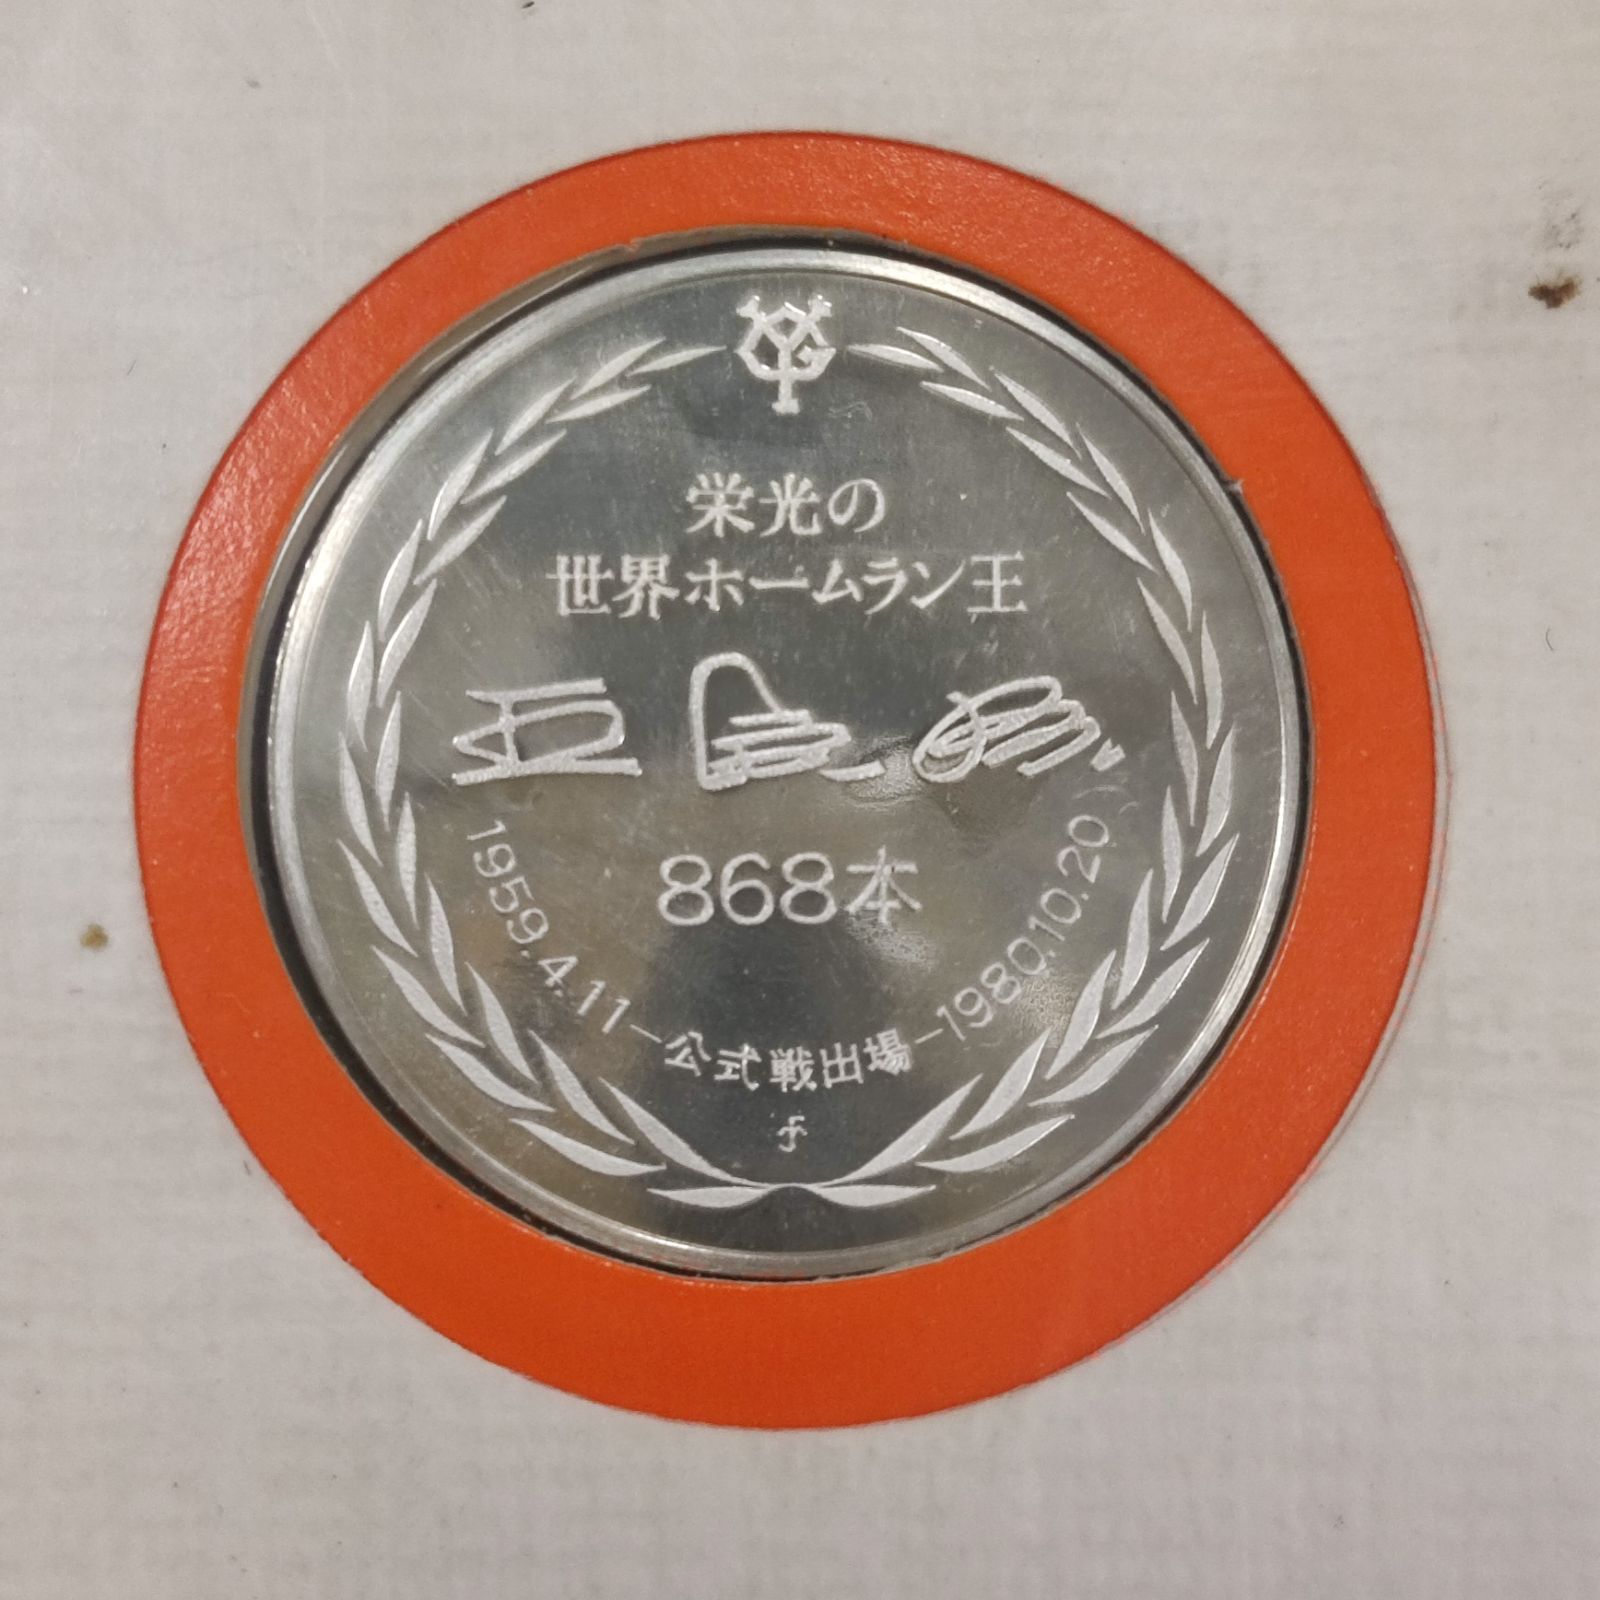 YG
栄光の
世界ホームラン王
王貞治
868本
1959.4.11―公式戦出場―1980.10.20